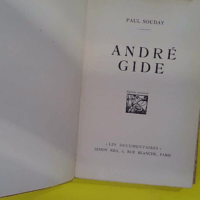 PAUL SOUDAY
ANDRÉ
GIDE
« LES DOCUMENTAIRES »
SIMON KRA, 6, RUE BLANCHE, PARIS